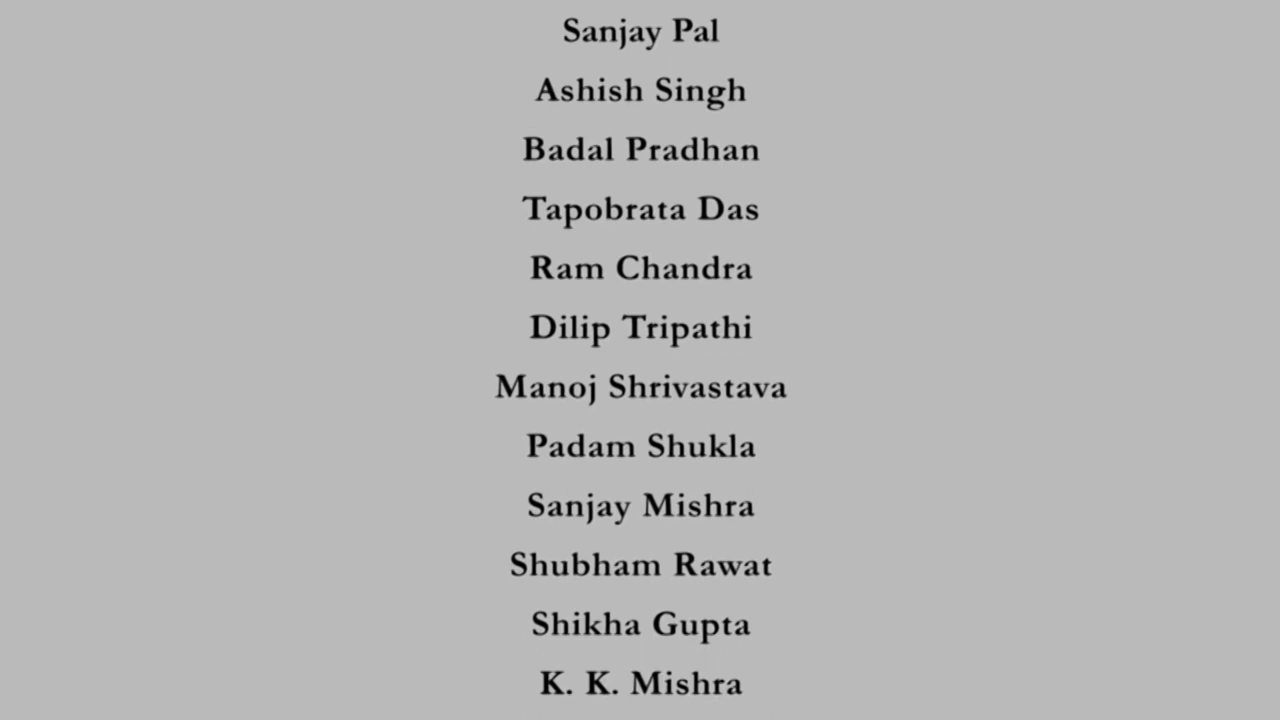 Sanjay Pal
Ashish Singh
Badal Pradhan
Tapobrata Das
Ram Chandra
Dilip Tripathi
Manoj Shrivastava
Padam Shukla
Sanjay Mishra
Shubham Rawat
Shikha Gupta
K. K. Mishra